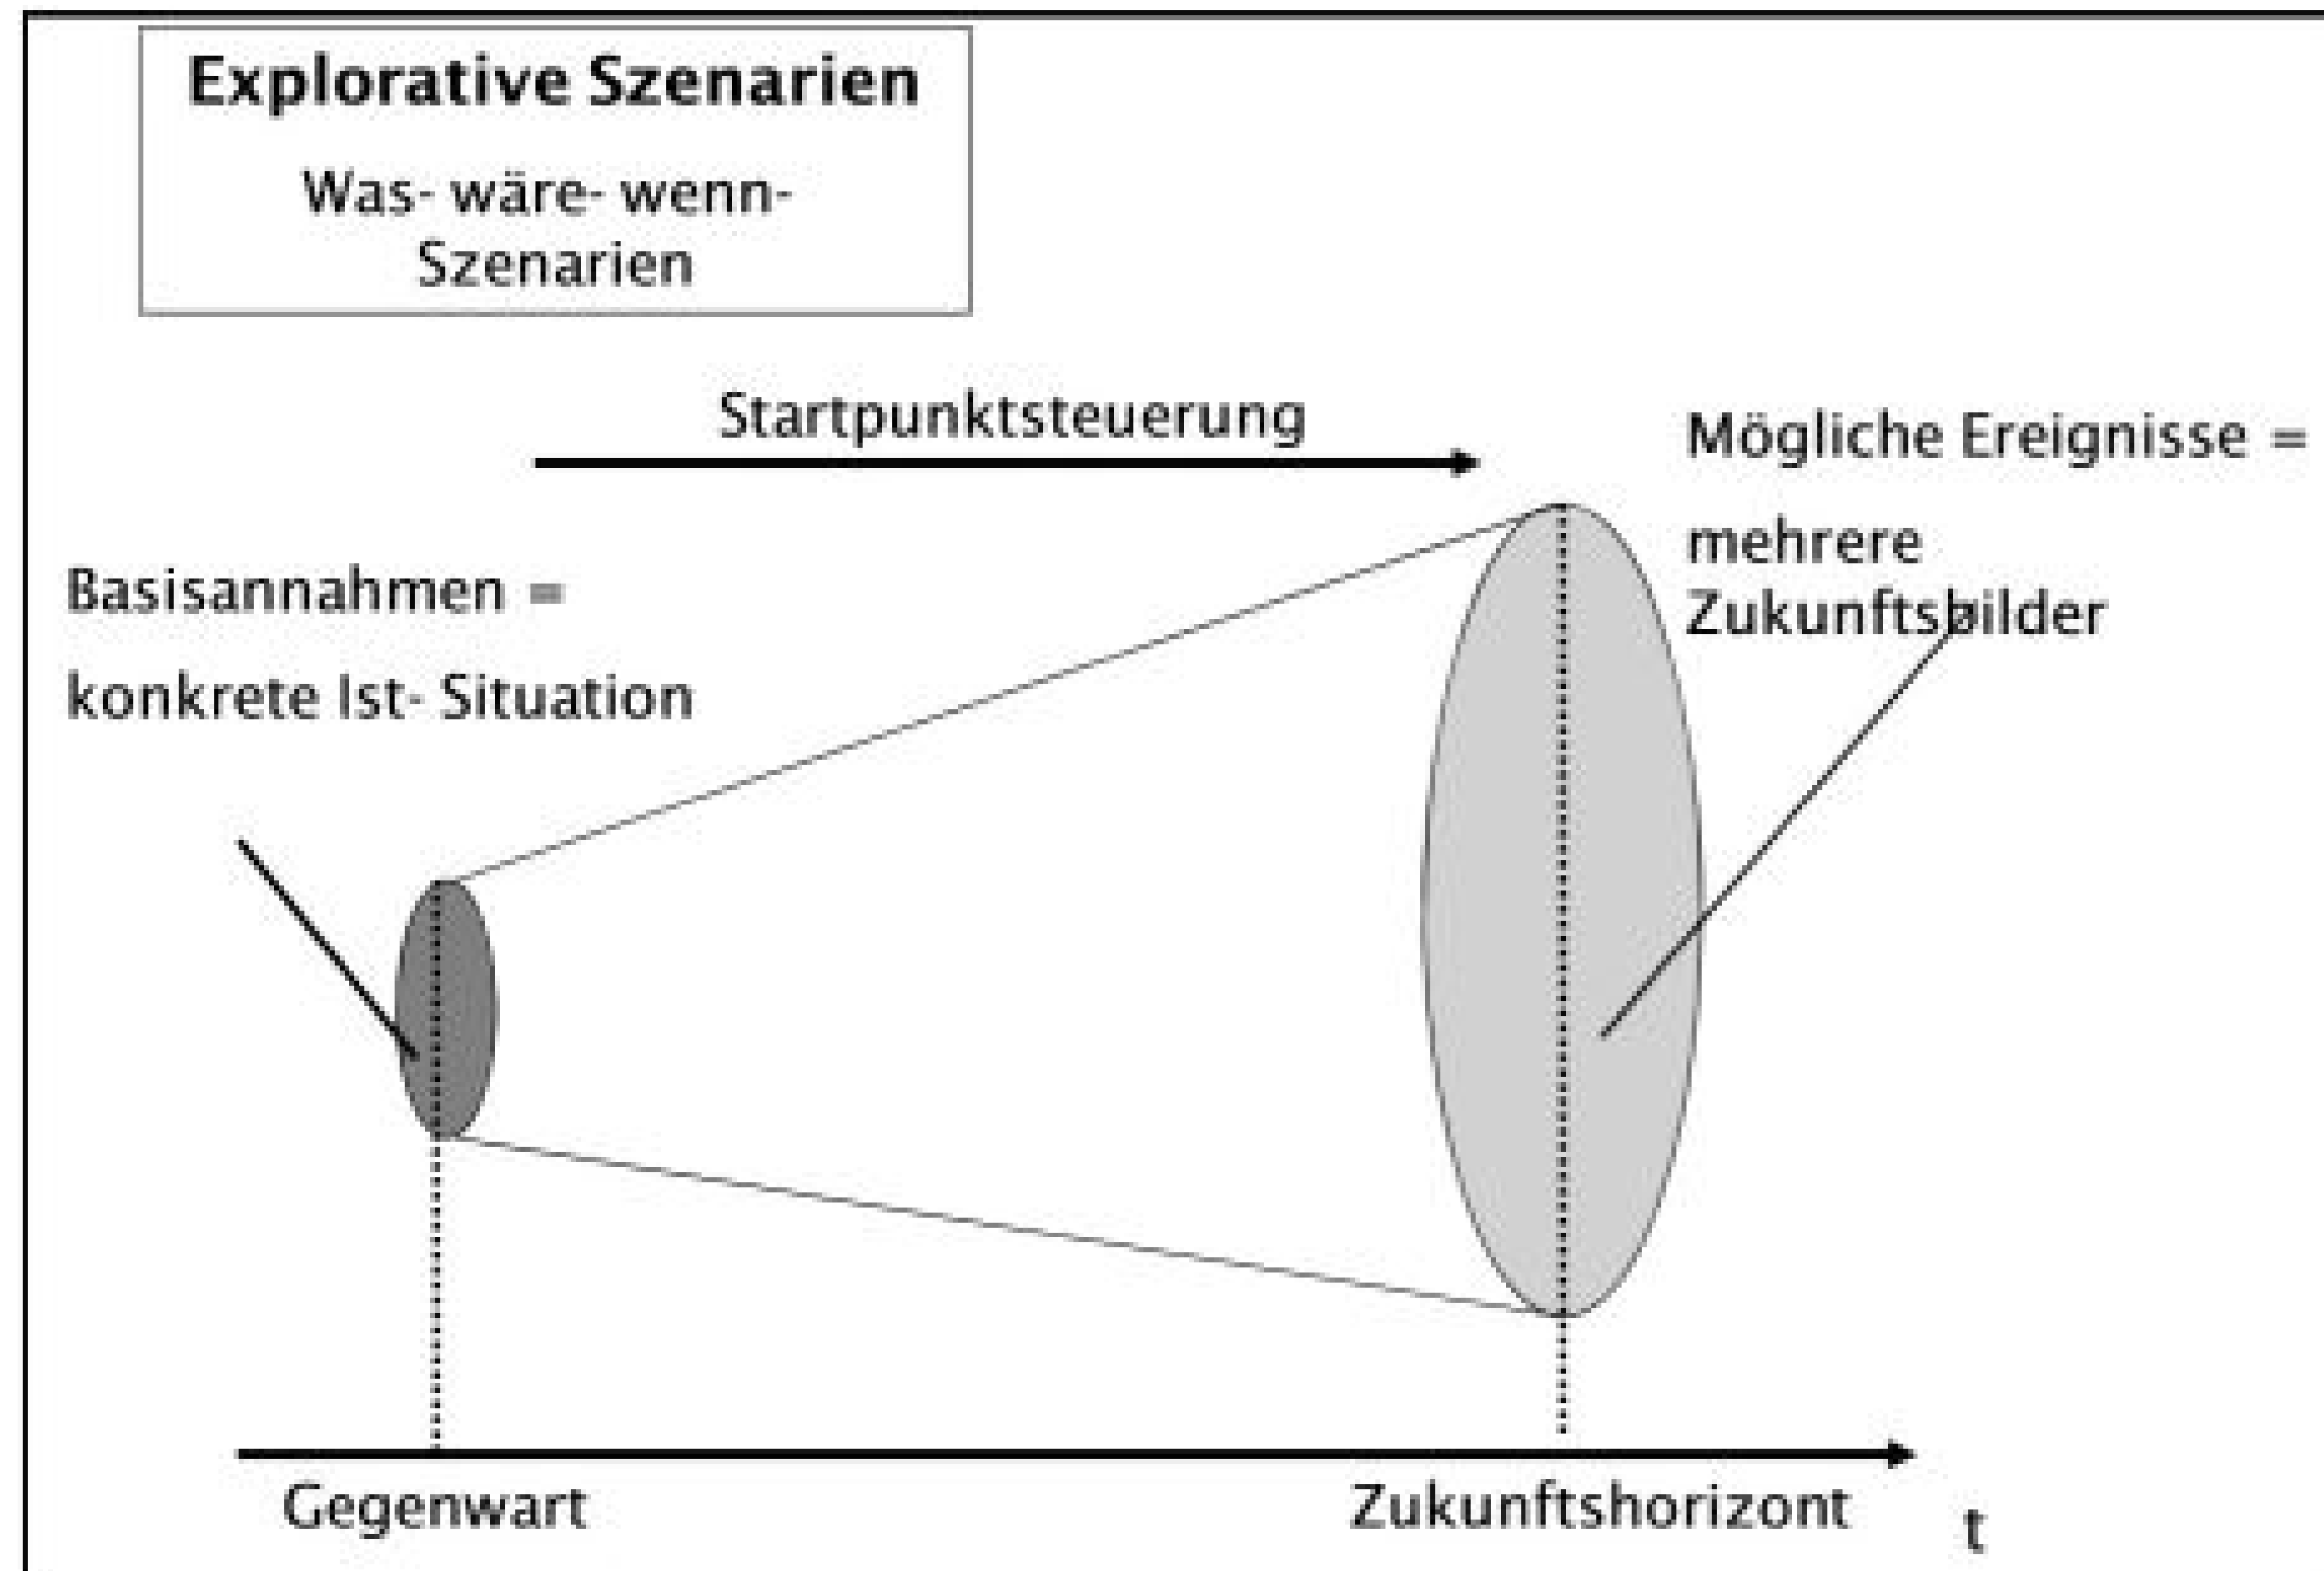 Explorative Szenarien
Was- wäre- wenn-
Szenarien
Startpunktsteuerung
Mögliche Ereignisse =
mehrere
Zukunftsbilder
Basisannahmen =
konkrete Ist- Situation
Gegenwart
Zukunftshorizont
t